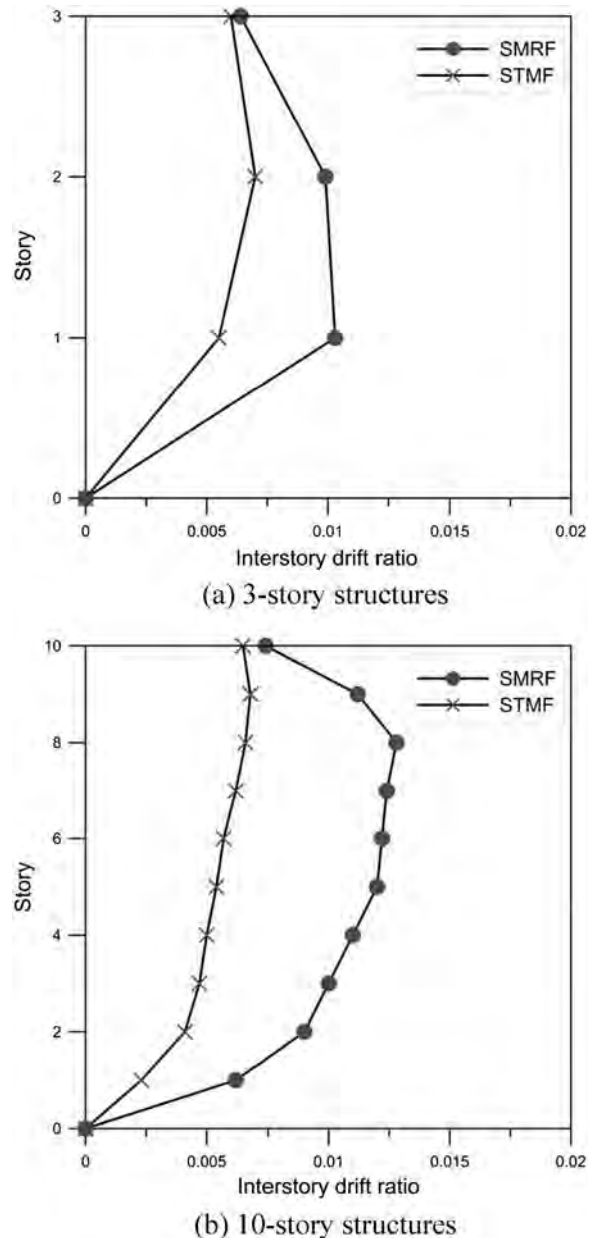 3
SMRF
STMF
2
Story
1
0
0 0.005 0.01 0.015 0.02
Interstory drift ratio
(a) 3-story structures
10
SMRF
STMF
8
6
Story
4
2
0
0 0.005 0.01 0.015 0.02
Interstory drift ratio
(b) 10-story structures